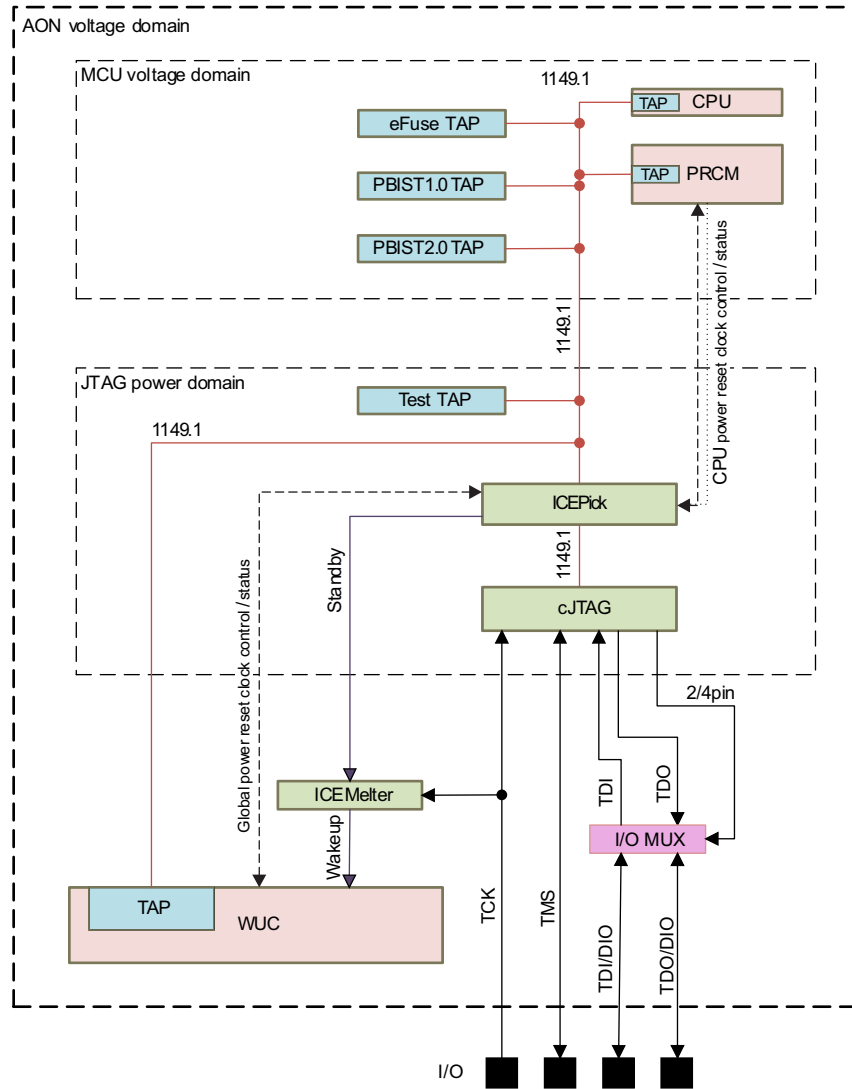 AON voltage domain
MCU voltage domain
1149.1
TAP
CPU
eFuse TAP
TAP
PRCM
PBIST1.0 TAP
PBIST2.0 TAP
1149.1
CPU power reset clock control / status
JTAG power domain
Test TAP
1149.1
ICEPick
1149.1
Standby
cJTAG
Global power reset clock control / status
2/4pin
TDI
TDO
ICEMelter
I/O MUX
Wakeup
TAP
WUC
TCK
TMS
TDI/DIO
TDO/DIO
I/O